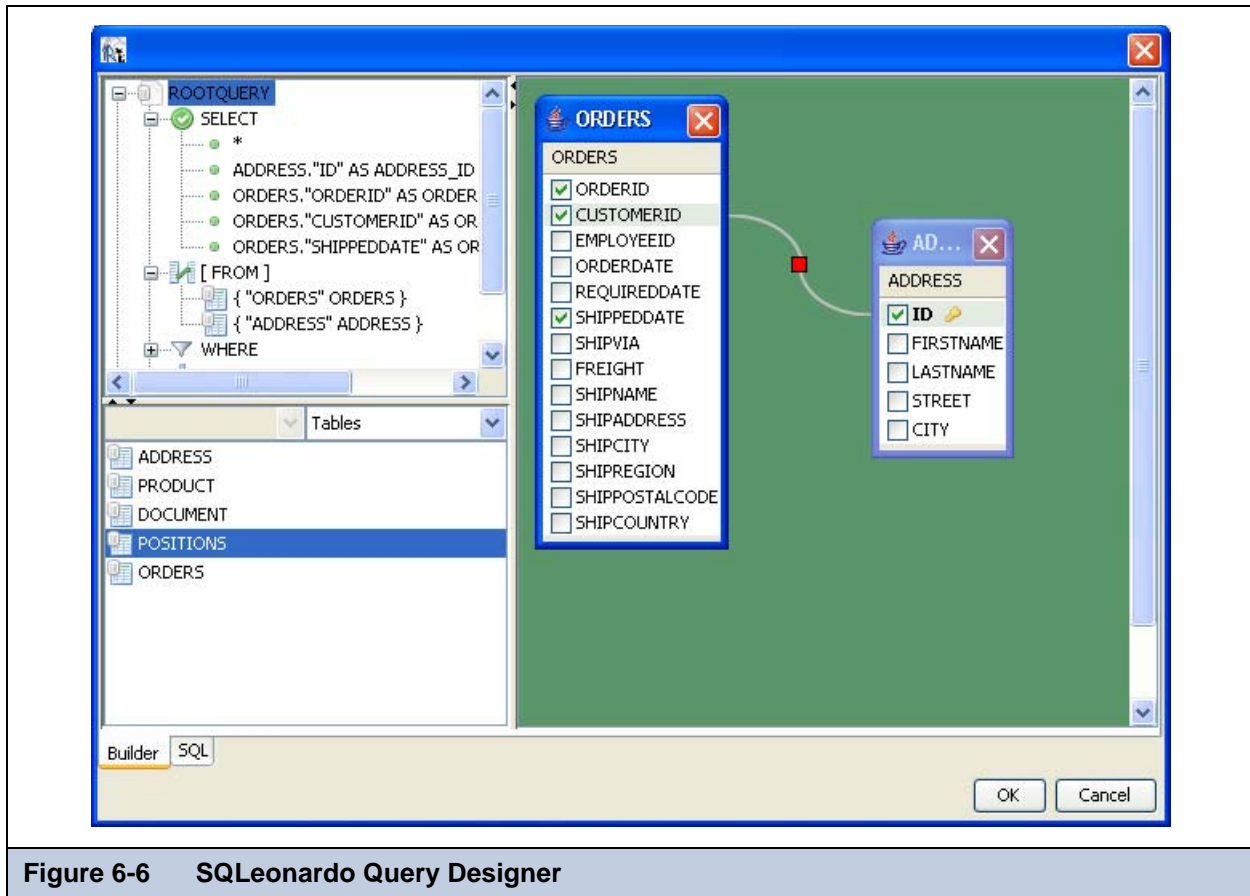 ROOTQUERY
SELECT
*
ADDRESS."ID" AS ADDRESS_ID
ORDERS."ORDERID" AS ORDER
ORDERS."CUSTOMERID" AS OR
ORDERS."SHIPPEDDATE" AS OR
[ FROM ]
{ "ORDERS" ORDERS }
{ "ADDRESS" ADDRESS }
WHERE
Tables
ADDRESS
PRODUCT
DOCUMENT
POSITIONS
ORDERS
ORDERS
ORDERS
ORDERID
CUSTOMERID
EMPLOYEEID
ORDERDATE
REQUIREDDATE
SHIPPEDDATE
SHIPVIA
FREIGHT
SHIPNAME
SHIPADDRESS
SHIPCITY
SHIPREGION
SHIPPOSTALCODE
SHIPCOUNTRY
AD...
ADDRESS
ID
FIRSTNAME
LASTNAME
STREET
CITY
Builder SQL
OK Cancel
Figure 6-6 SQLeonardo Query Designer